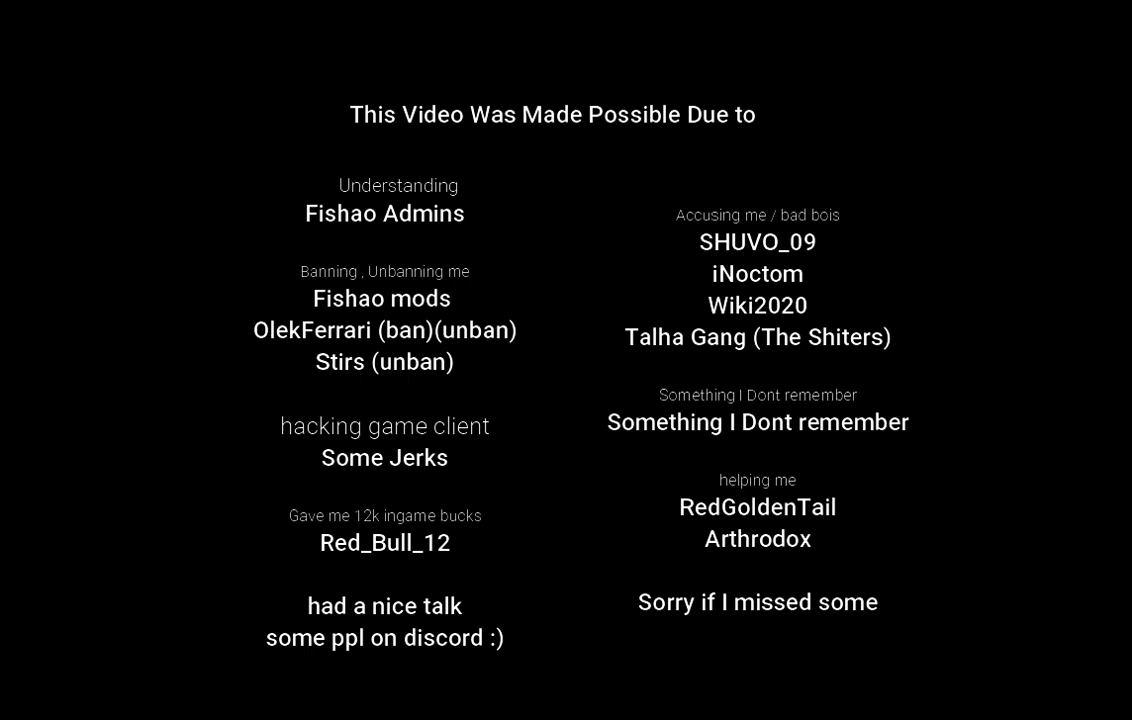 This Video Was Made Possible Due to
Understanding
Fishao Admins
Banning , Unbanning me
Fishao mods
OlekFerrari (ban)(unban)
Stirs (unban)
hacking game client
Some Jerks
Gave me 12k ingame bucks
Red_Bull_12
had a nice talk
some ppl on discord :)
Accusing me / bad bois
SHUVO_09
iNoctom
Wiki2020
Talha Gang (The Shiters)
Something I Dont remember
Something I Dont remember
helping me
RedGoldenTail
Arthrodox
Sorry if I missed some